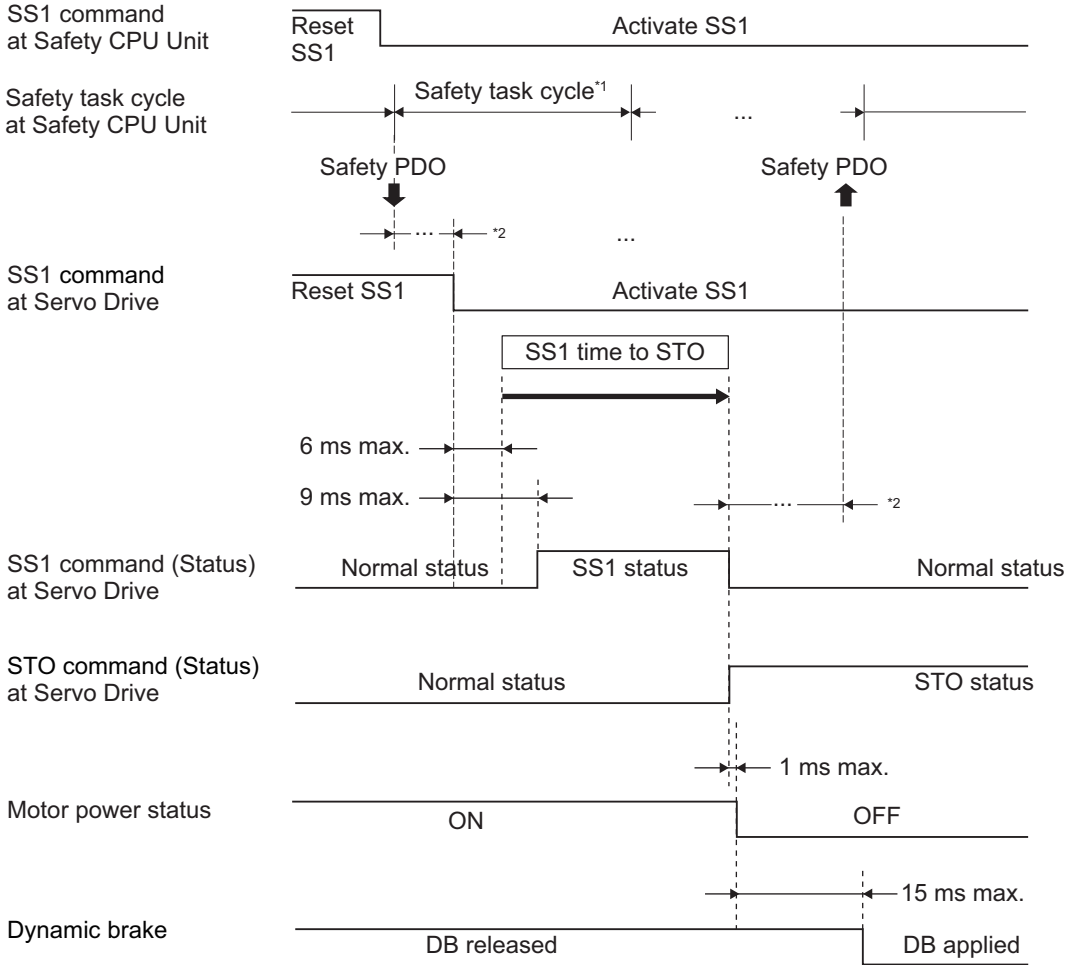 SS1 command
at Safety CPU Unit
Reset
SS1
Activate SS1
Safety task cycle
at Safety CPU Unit
Safety task cycle*1
...
Safety PDO
Safety PDO
... *2
...
SS1 command
at Servo Drive
Reset SS1
Activate SS1
SS1 time to STO
6 ms max.
9 ms max.
... *2
SS1 command (Status)
at Servo Drive
Normal status
SS1 status
Normal status
STO command (Status)
at Servo Drive
Normal status
STO status
1 ms max.
Motor power status
ON
OFF
15 ms max.
Dynamic brake
DB released
DB applied